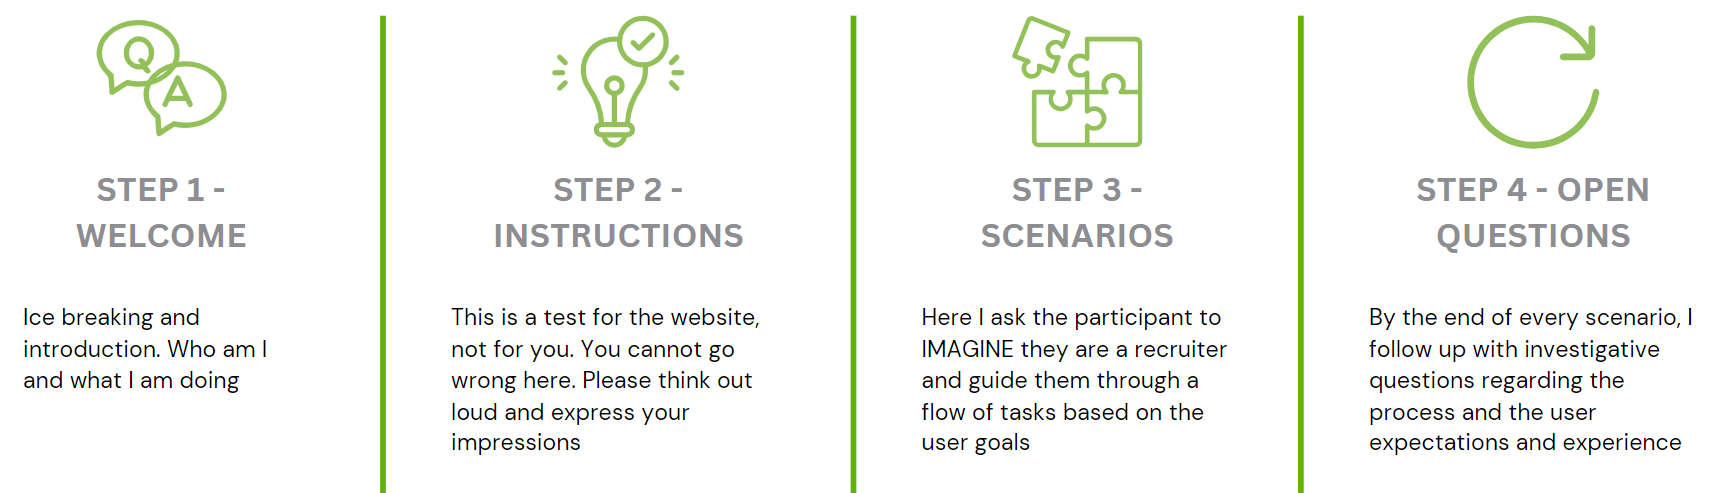 Q
A
STEP 1 -
WELCOME
Ice breaking and
introduction. Who am I
and what I am doing
STEP 2 -
INSTRUCTIONS
This is a test for the website,
not for you. You cannot go
wrong here. Please think out
loud and express your
impressions
STEP 3 -
SCENARIOS
Here I ask the participant to
IMAGINE they are a recruiter
and guide them through a
flow of tasks based on the
user goals
STEP 4 - OPEN
QUESTIONS
By the end of every scenario, I
follow up with investigative
questions regarding the
process and the user
expectations and experience